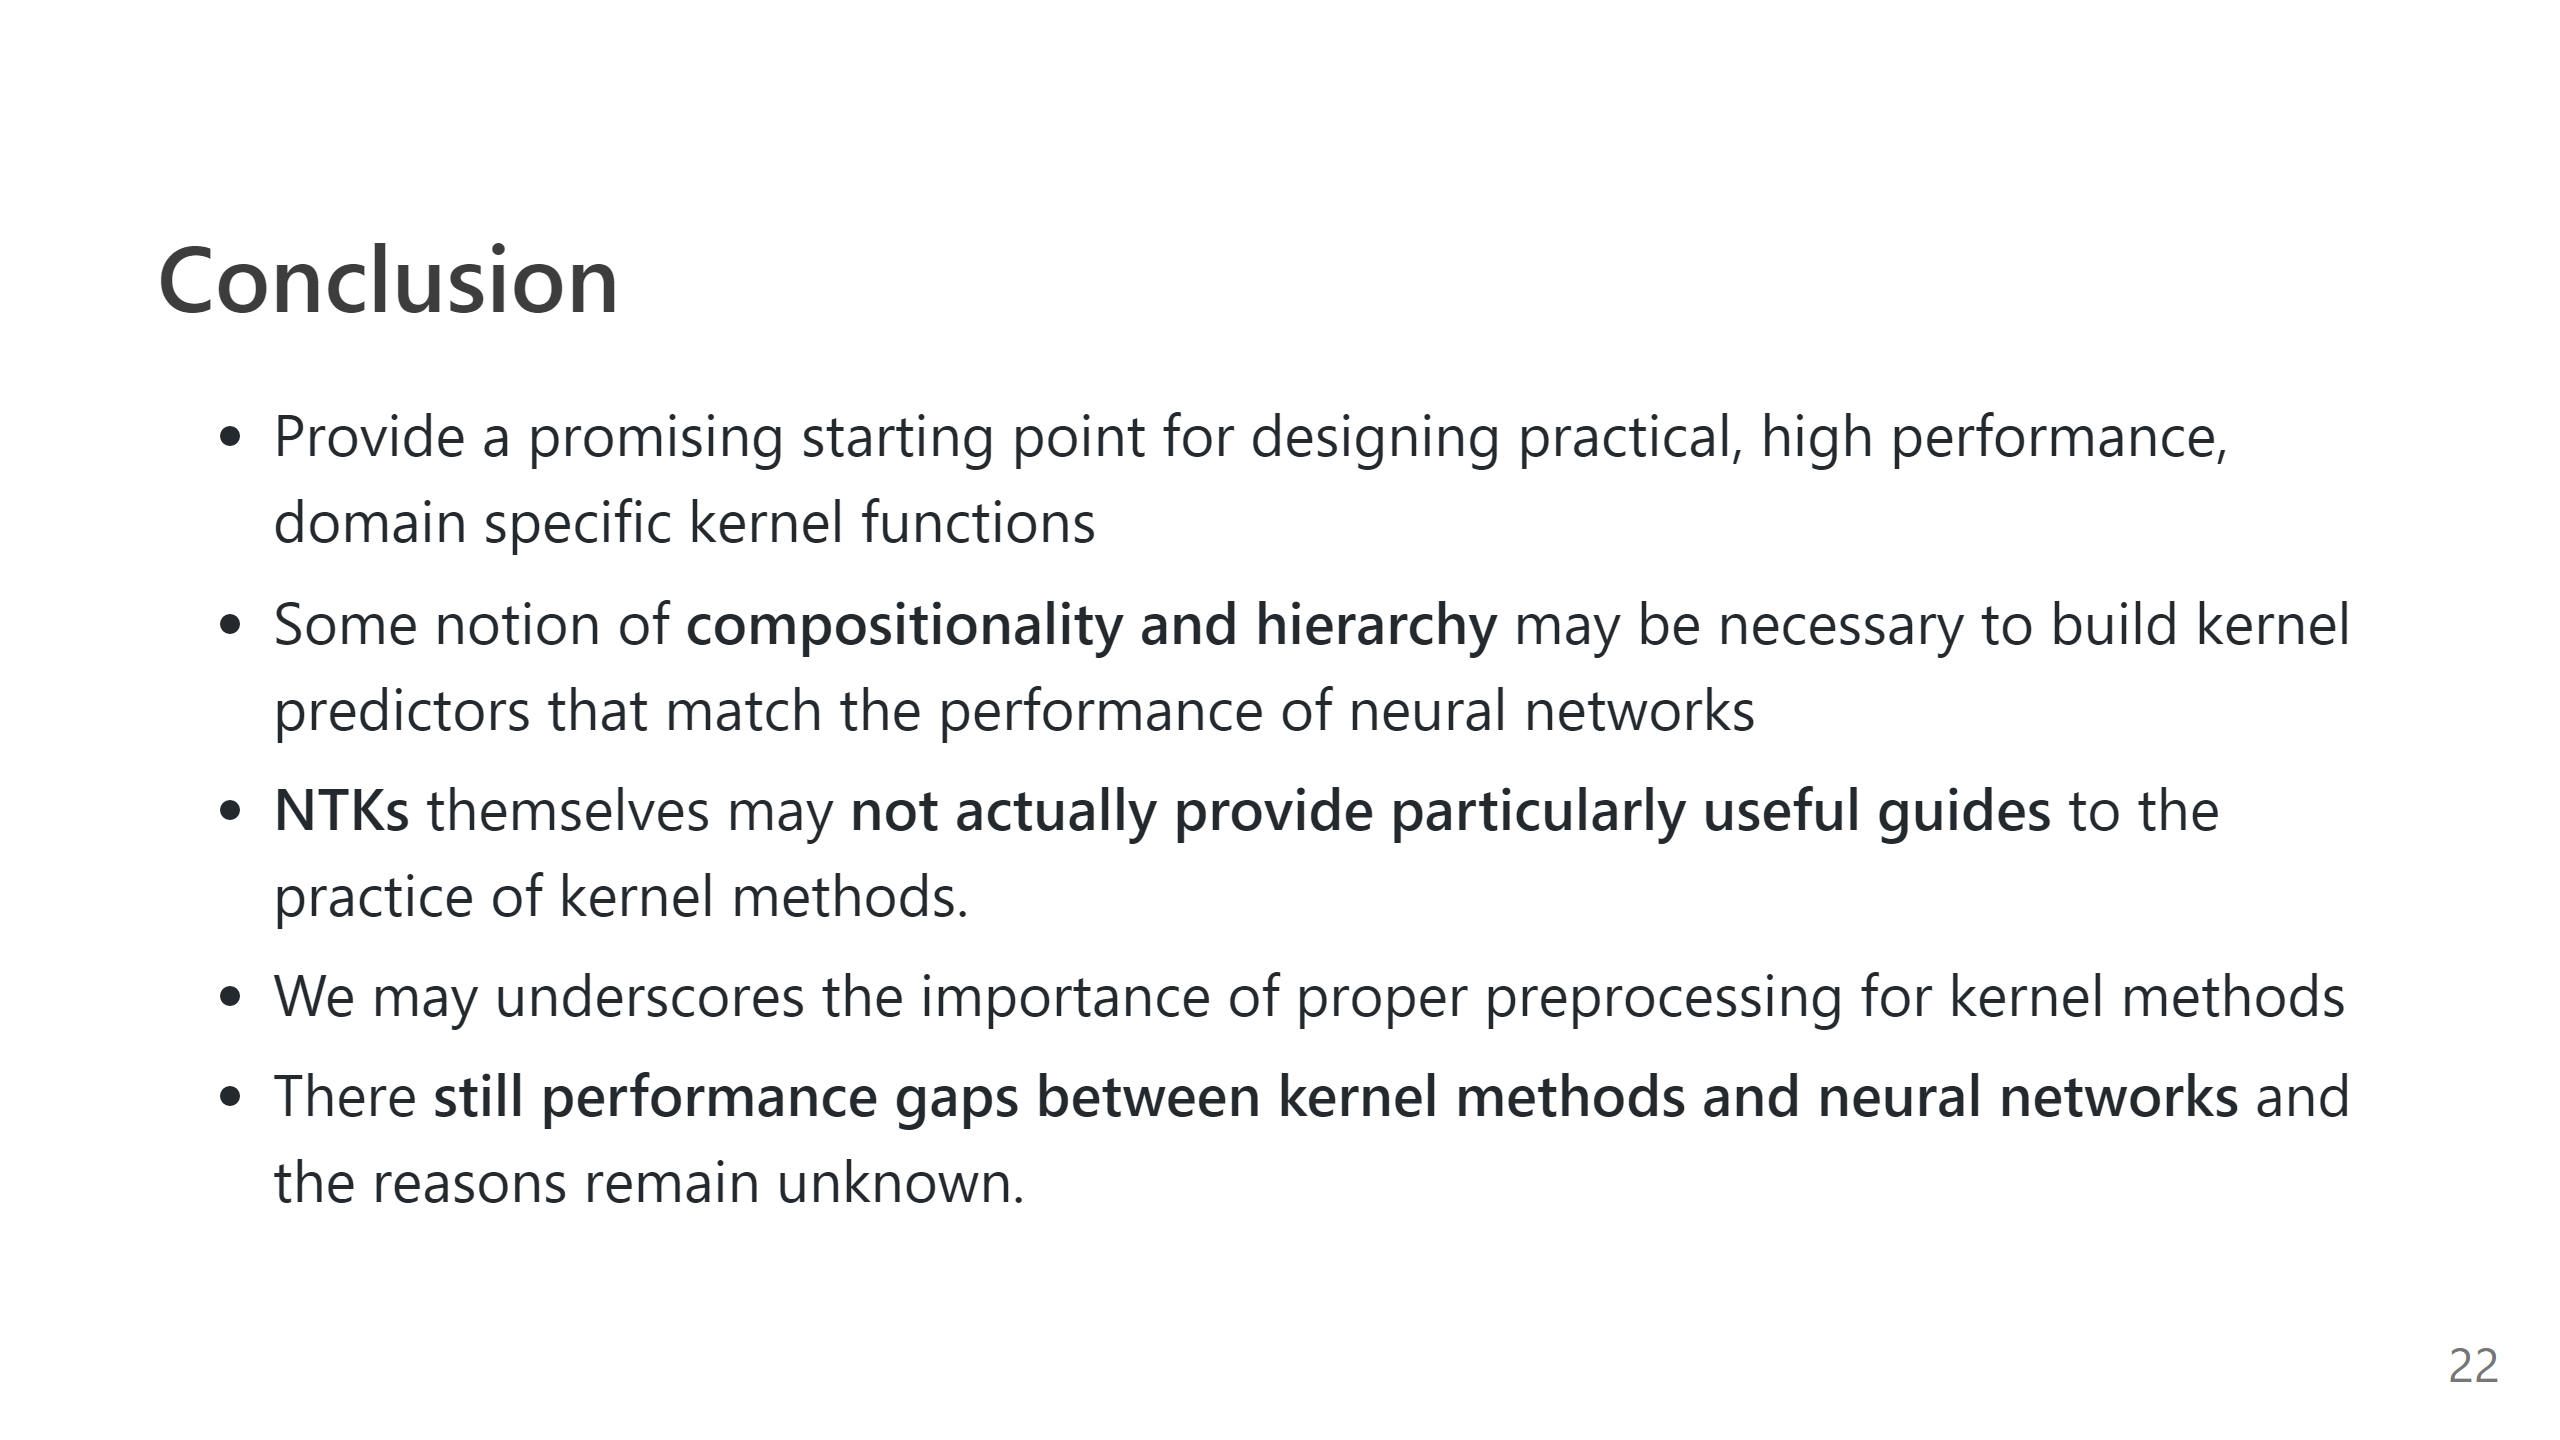 Conclusion
• Provide a promising starting point for designing practical, high performance,
domain specific kernel functions
• Some notion of compositionality and hierarchy may be necessary to build kernel
predictors that match the performance of neural networks
• NTKs themselves may not actually provide particularly useful guides to the
practice of kernel methods.
• We may underscores the importance of proper preprocessing for kernel methods
• There still performance gaps between kernel methods and neural networks and
the reasons remain unknown.
22